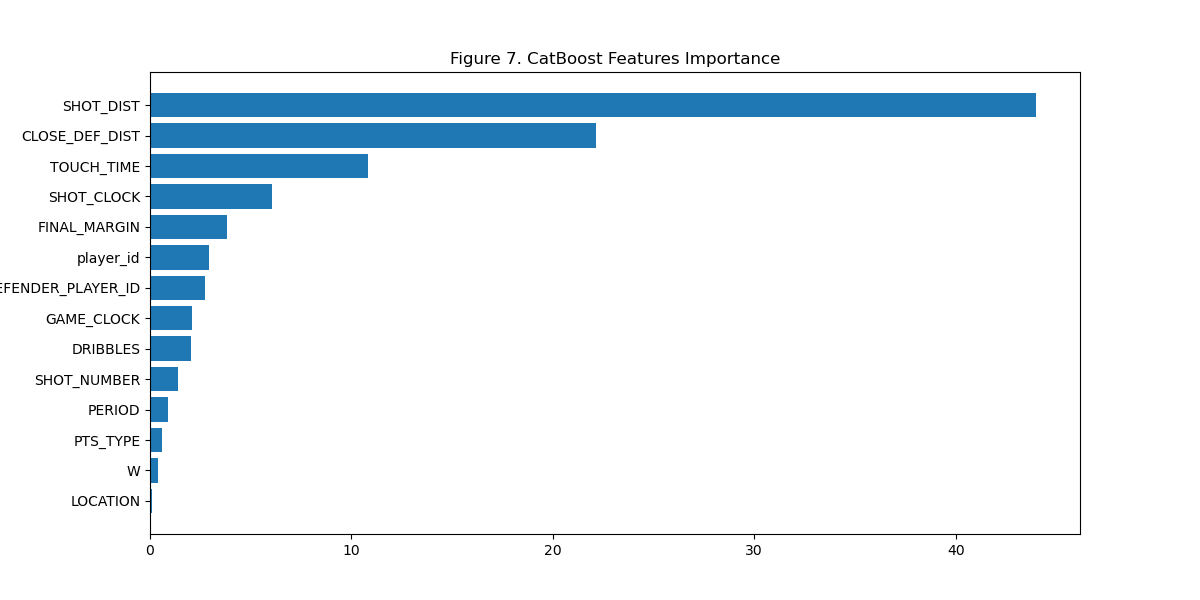 Figure 7. CatBoost Features Importance
SHOT_DIST
CLOSE_DEF_DIST
TOUCH_TIME
SHOT_CLOCK
FINAL_MARGIN
player_id
EFENDER_PLAYER_ID
GAME_CLOCK
DRIBBLES
SHOT_NUMBER
PERIOD
PTS_TYPE
W
LOCATION
0 10 20 30 40